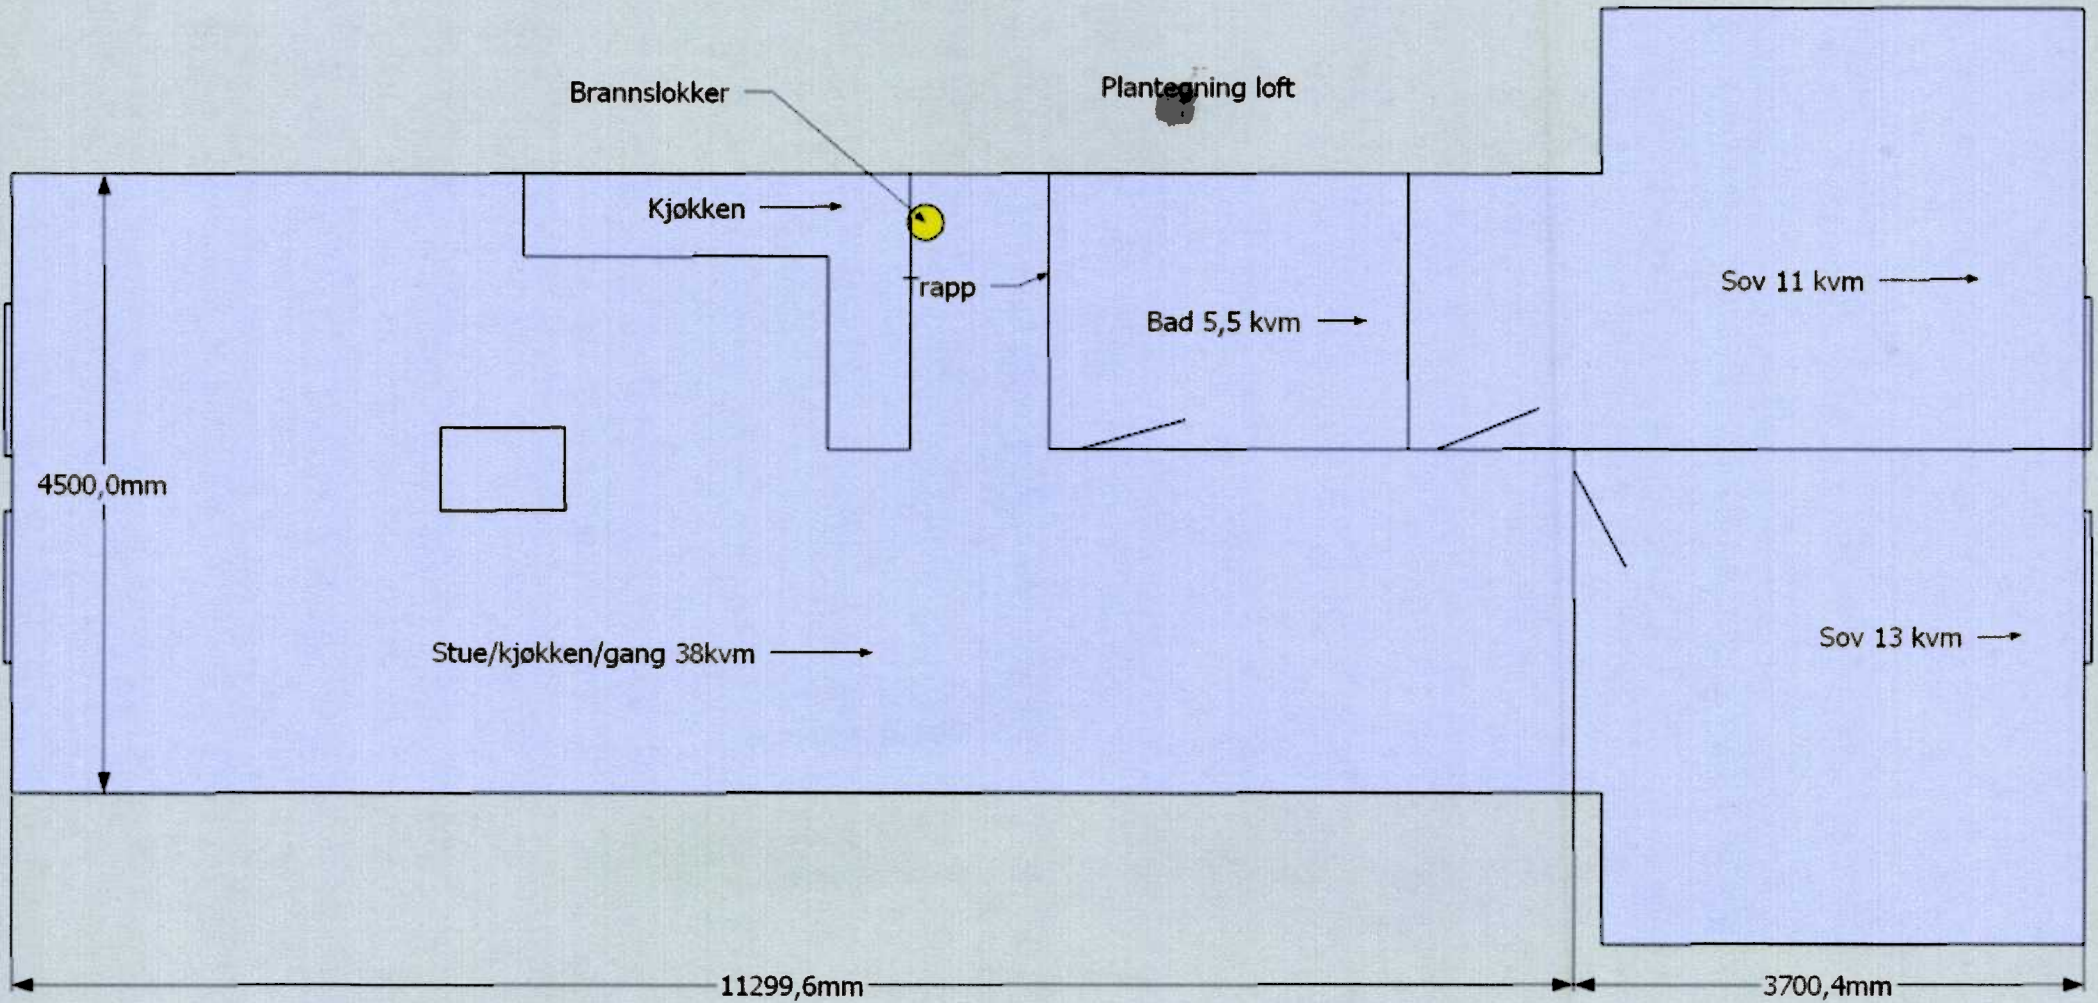 Plantegning loft
Brannslokker
Kjøkken
Trapp
Bad 5,5 kvm
Sov 11 kvm
4500,0mm
Stue/kjøkken/gang 38kvm
Sov 13 kvm
11299,6mm
3700,4mm